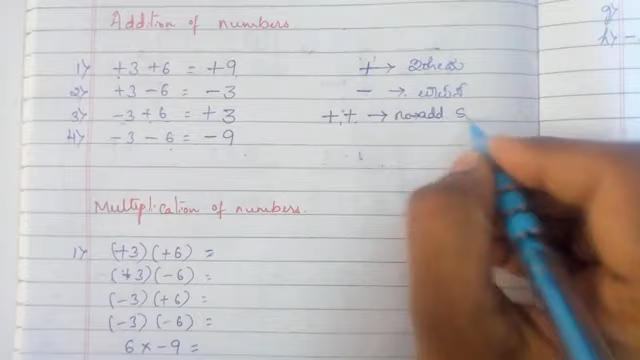 Addition of numbers
1) +3 +6 = +9
2) +3 -6 = -3
3) -3 +6 = +3
4) -3 -6 = -9
+ →
- →
++ → add S
Multiplication of numbers.
1) (+3) (+6) =
(+3) (-6) =
(-3) (+6) =
(-3) (-6) =
6 × -9 =
g)
h) -